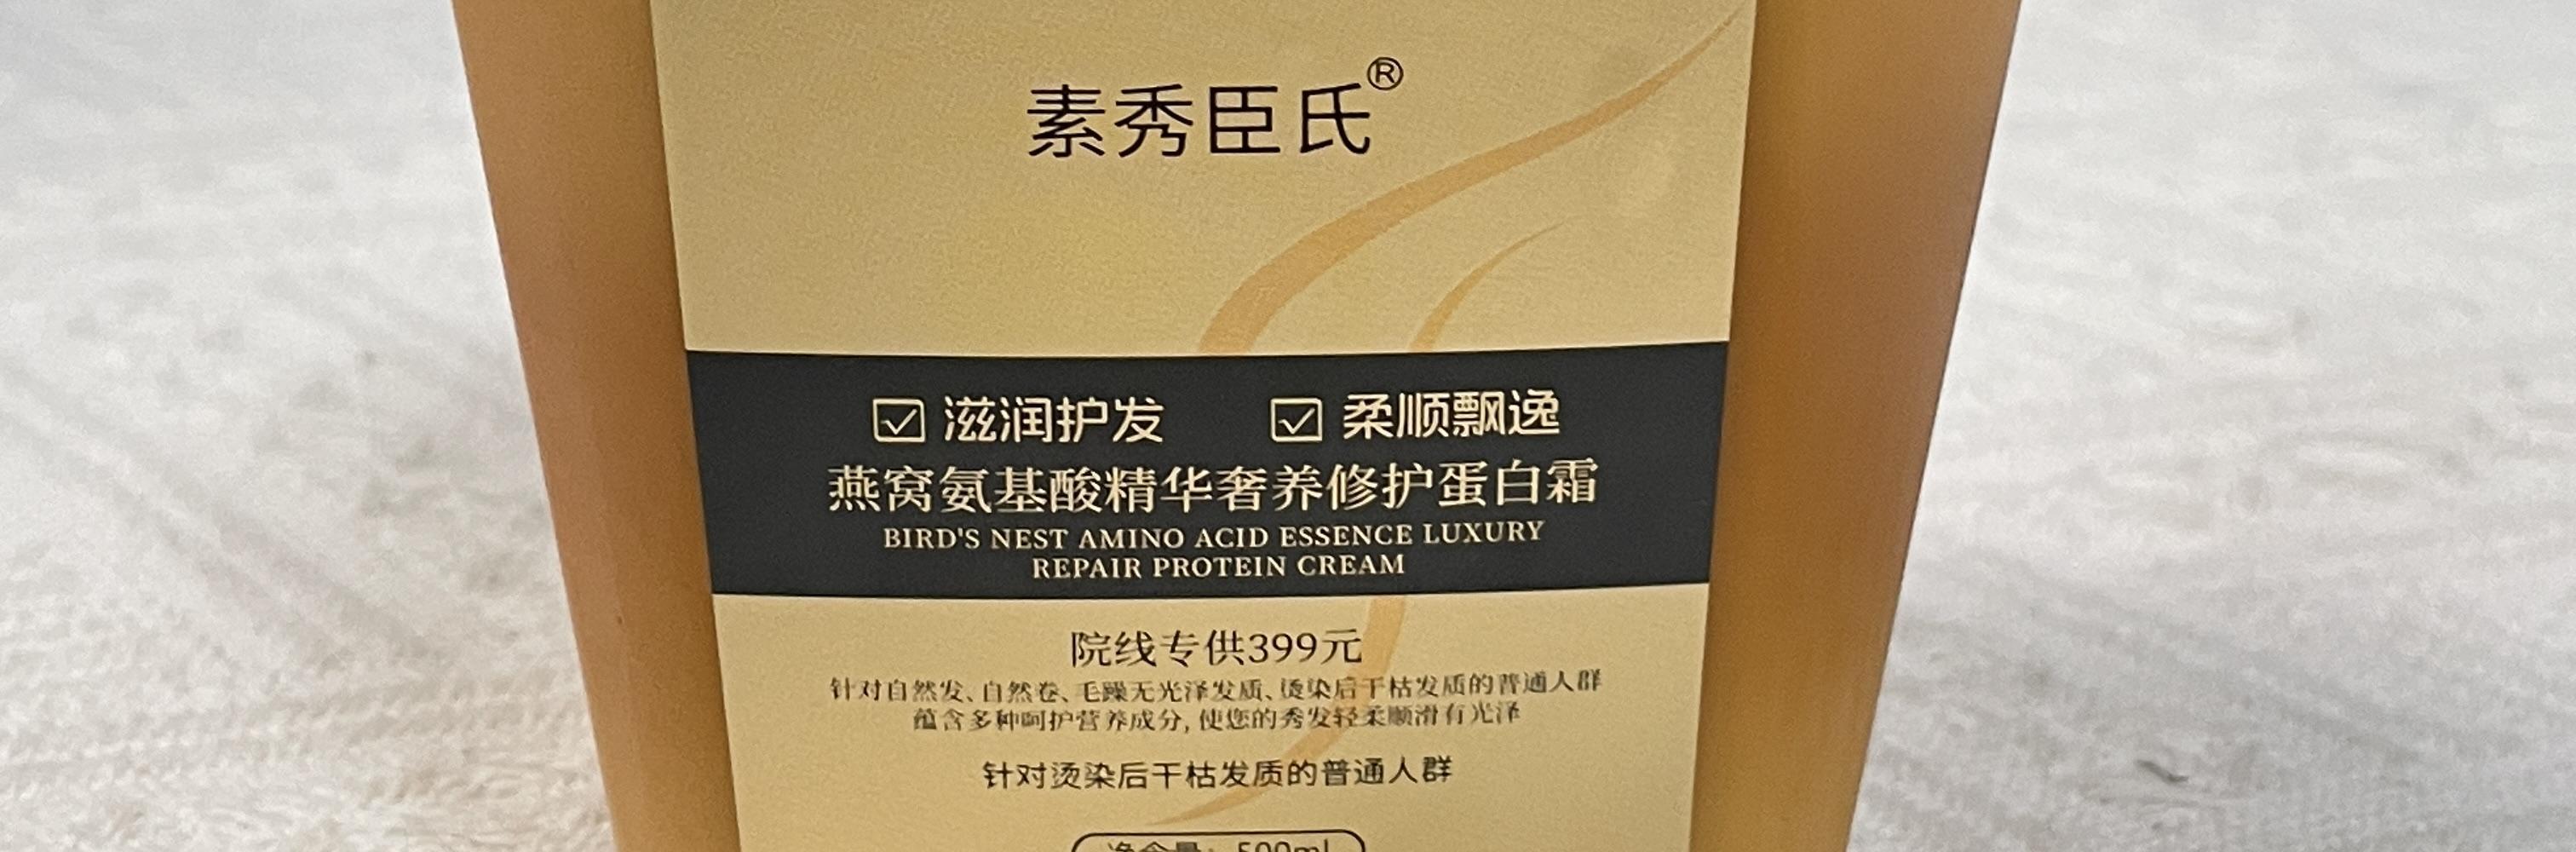 素秀臣氏®
☑ 滋润护发 ☑ 柔顺飘逸
燕窝氨基酸精华奢养修护蛋白霜
BIRD'S NEST AMINO ACID ESSENCE LUXURY
REPAIR PROTEIN CREAM
院线专供399元
针对自然发、自然卷、毛躁无光泽发质、烫染后干枯发质的普通人群
蕴含多种呵护营养成分,使您的秀发轻柔顺滑有光泽
针对烫染后干枯发质的普通人群
净含量：500ml